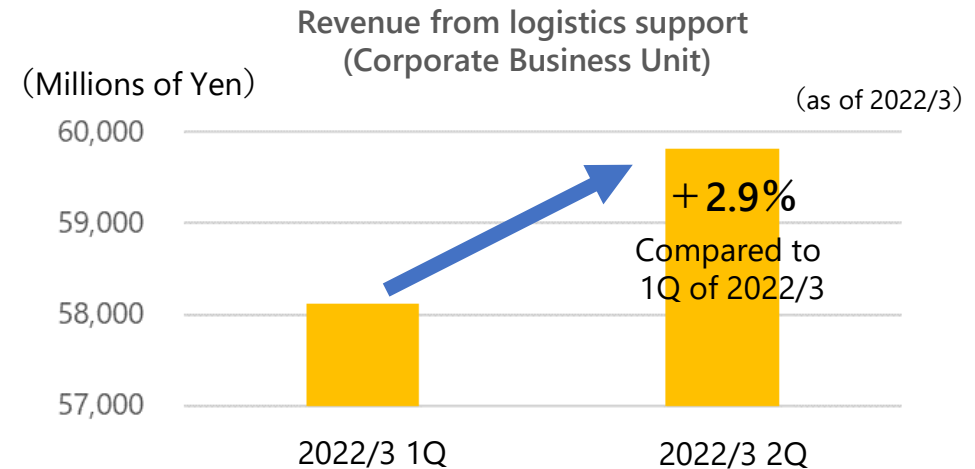 Revenue from logistics support
(Corporate Business Unit)
（Millions of Yen）
（as of 2022/3）
60,000
59,000
58,000
57,000
＋2.9%
Compared to
1Q of 2022/3
2022/3 1Q
2022/3 2Q